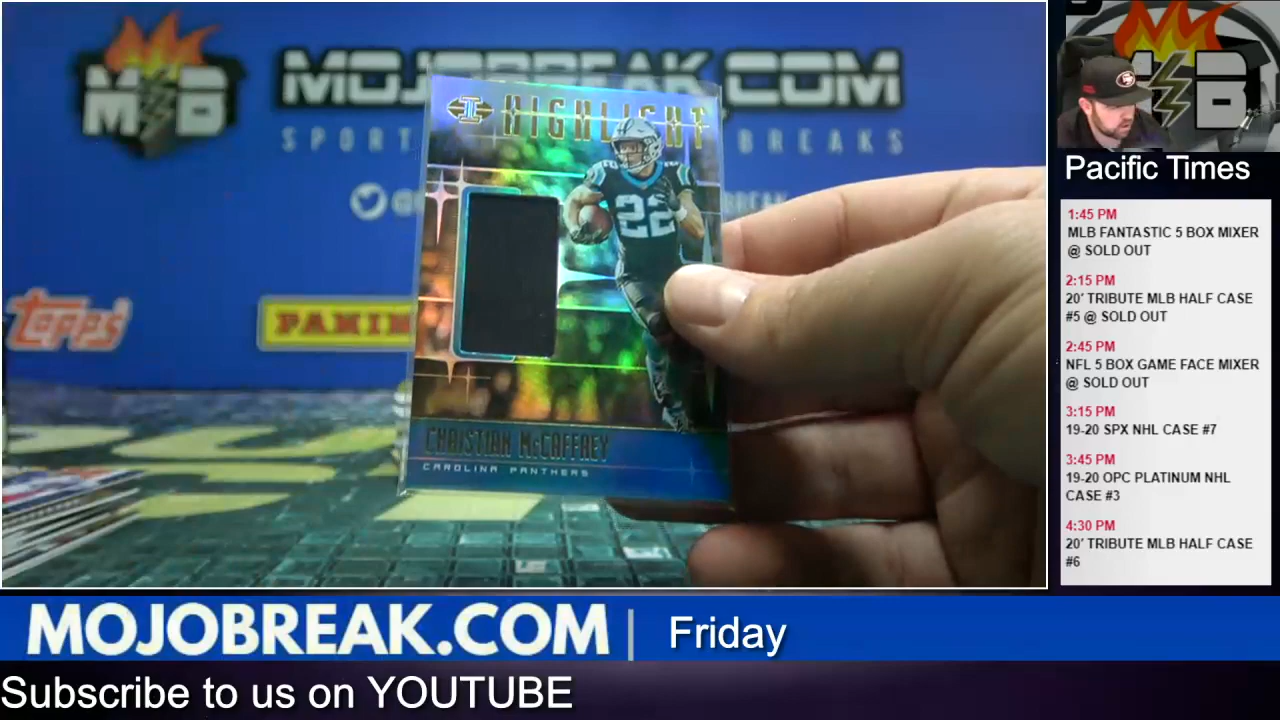 MOJOBREAK.COM
SPORT
BREAKS
MB
Topps
PANIN
HIGHLIGHT
22
CHRISTIAN McCAFFREY
CAROLINA PANTHERS
Pacific Times
1:45 PM
MLB FANTASTIC 5 BOX MIXER
@ SOLD OUT
2:15 PM
20' TRIBUTE MLB HALF CASE
#5 @ SOLD OUT
2:45 PM
NFL 5 BOX GAME FACE MIXER
@ SOLD OUT
3:15 PM
19-20 SPX NHL CASE #7
3:45 PM
19-20 OPC PLATINUM NHL
CASE #3
4:30 PM
20' TRIBUTE MLB HALF CASE
#6
MOJOBREAK.COM | Friday
Subscribe to us on YOUTUBE